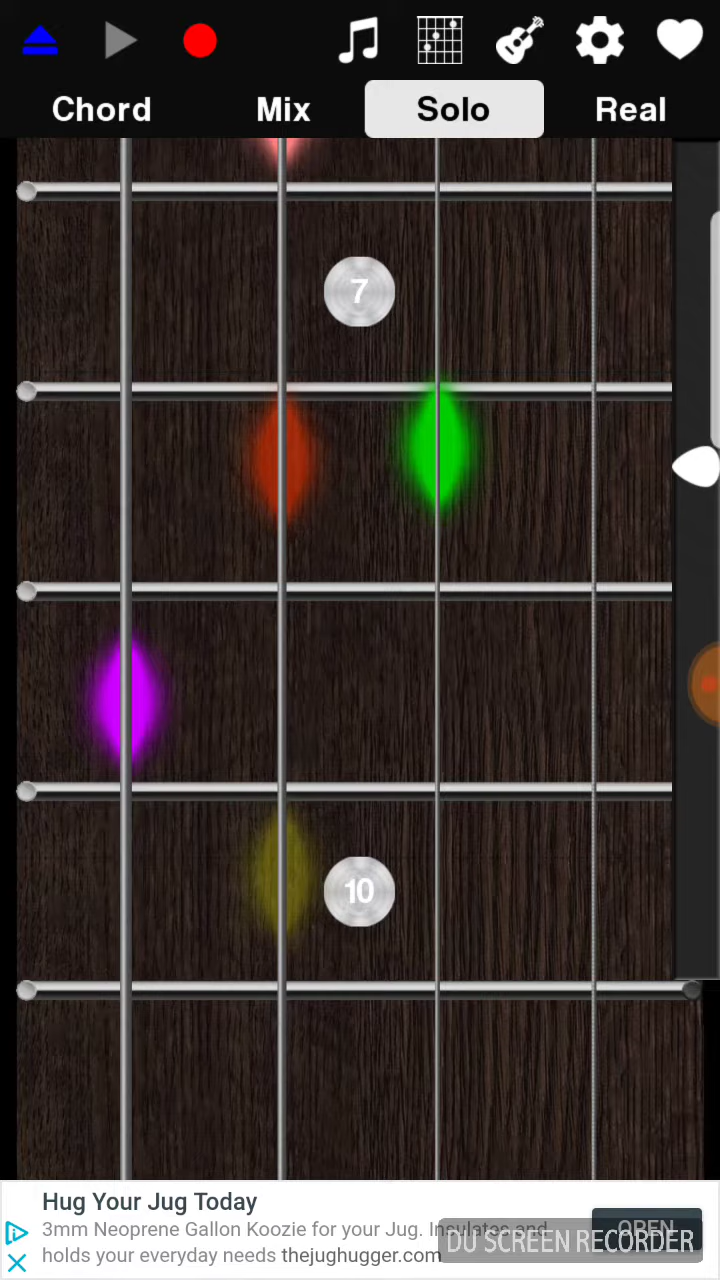 Chord Mix Solo Real
7
10
Hug Your Jug Today
3mm Neoprene Gallon Koozie for your Jug. Insulates and
holds your everyday needs thejughugger.com
OPEN
DU SCREEN RECORDER